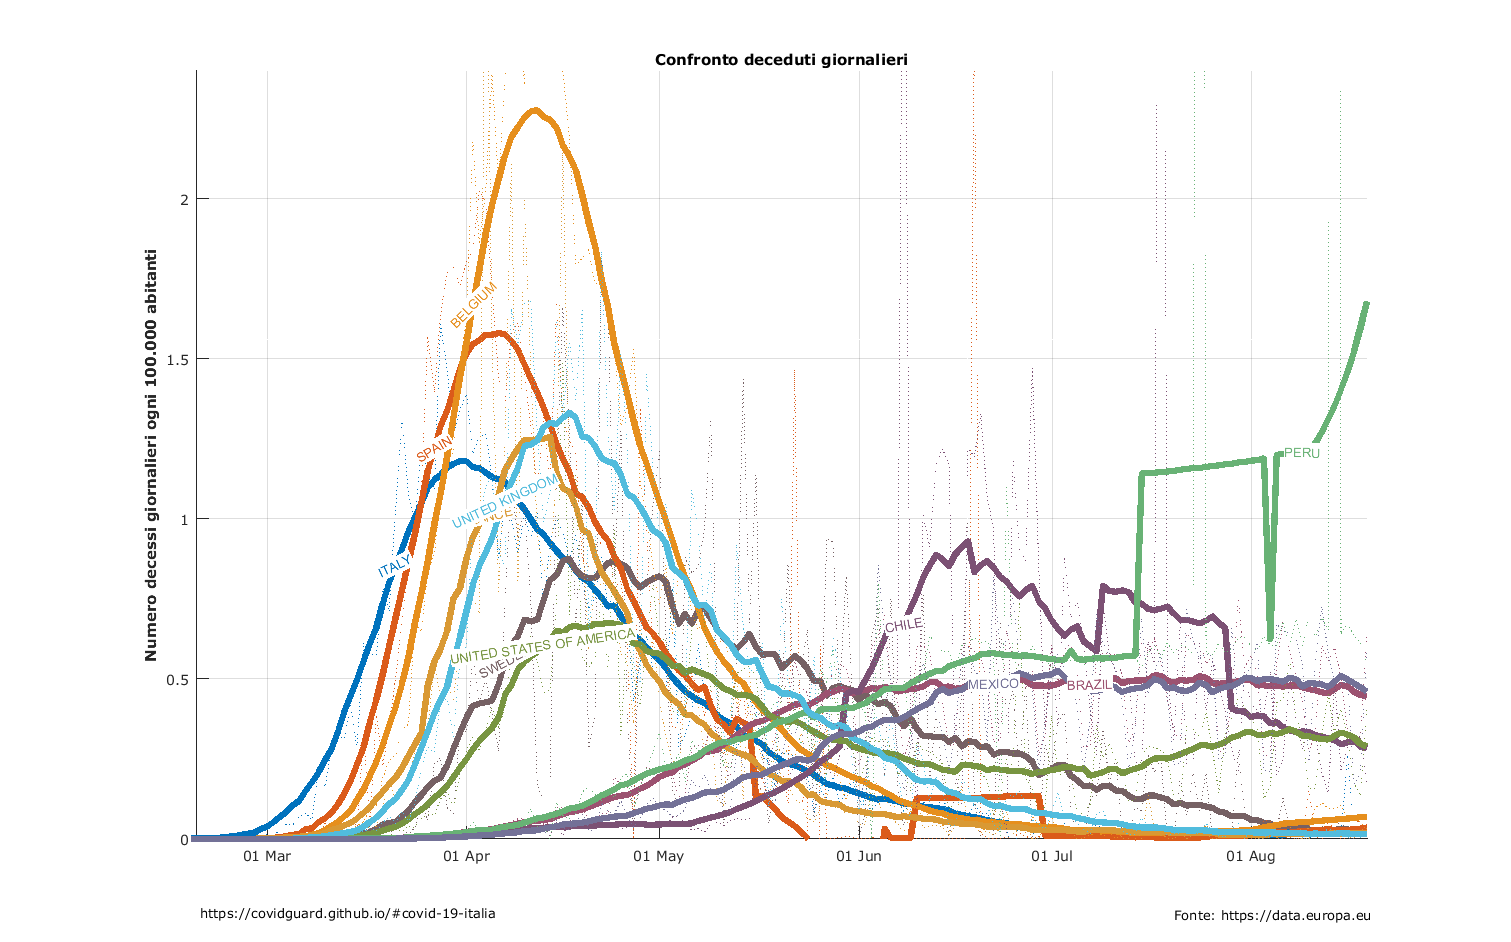 Confronto deceduti giornalieri
Numero decessi giornalieri ogni 100.000 abitanti
2
1.5
1
0.5
0
BELGIUM
SPAIN
ITALY
UNITED KINGDOM
UNITED STATES OF AMERICA
CHILE
MEXICO
BRAZIL
PERU
01 Mar
01 Apr
01 May
01 Jun
01 Jul
01 Aug
https://covidguard.github.io/#covid-19-italia
Fonte: https://data.europa.eu